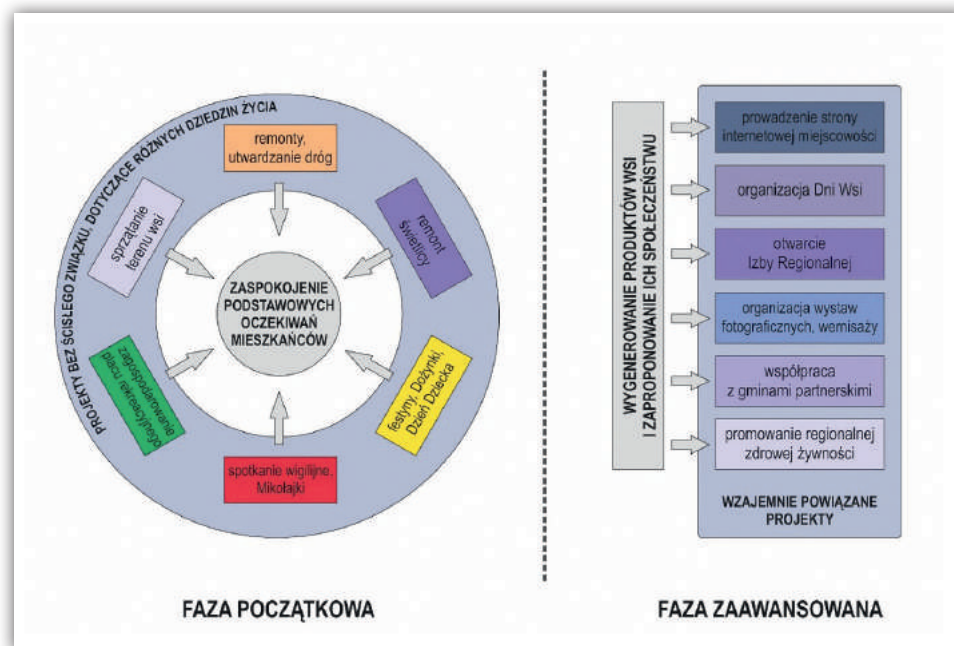 PROJEKTY BEZ ŚCISŁEGO ZWIĄZKU, DOTYCZĄCE RÓŻNYCH DZIEDZIN ŻYCIA
remonty,
utwardzanie dróg
remont
świetlicy
festyny, Dożynki,
Dzień Dziecka
spotkanie wigilijne,
Mikołajki
zagospodarowanie
placu rekreacyjnego
sprzątanie
terenu wsi
ZASPOKOJENIE
PODSTAWOWYCH
OCZEKIWAŃ
MIESZKAŃCÓW
FAZA POCZĄTKOWA
WYGENEROWANIE PRODUKTÓW WSI
I ZAPROPONOWANIE ICH SPOŁECZEŃSTWU
prowadzenie strony
internetowej miejscowości
organizacja Dni Wsi
otwarcie
Izby Regionalnej
organizacja wystaw
fotograficznych, wernisaży
współpraca
z gminami partnerskimi
promowanie regionalnej
zdrowej żywności
WZAJEMNIE POWIĄZANE
PROJEKTY
FAZA ZAAWANSOWANA